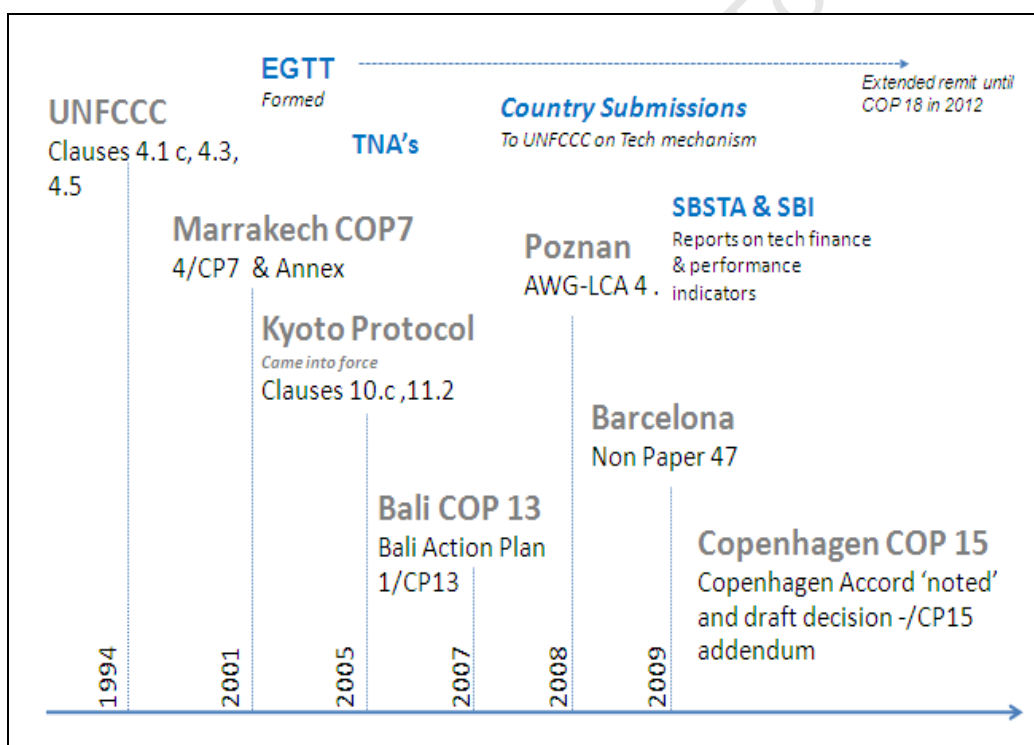 EGTT
Formed
Extended remit until
COP 18 in 2012
UNFCCC
Clauses 4.1 c, 4.3,
4.5
Country Submissions
To UNFCCC on Tech mechanism
TNA's
SBSTA & SBI
Reports on tech finance
& performance
indicators
Marrakech COP7
4/CP7 & Annex
Poznan
AWG-LCA 4 .
Kyoto Protocol
Came into force
Clauses 10.c ,11.2
Barcelona
Non Paper 47
Bali COP 13
Bali Action Plan
1/CP13
Copenhagen COP 15
Copenhagen Accord ‘noted’
and draft decision -/CP15
addendum
1994
2001
2005
2007
2008
2009